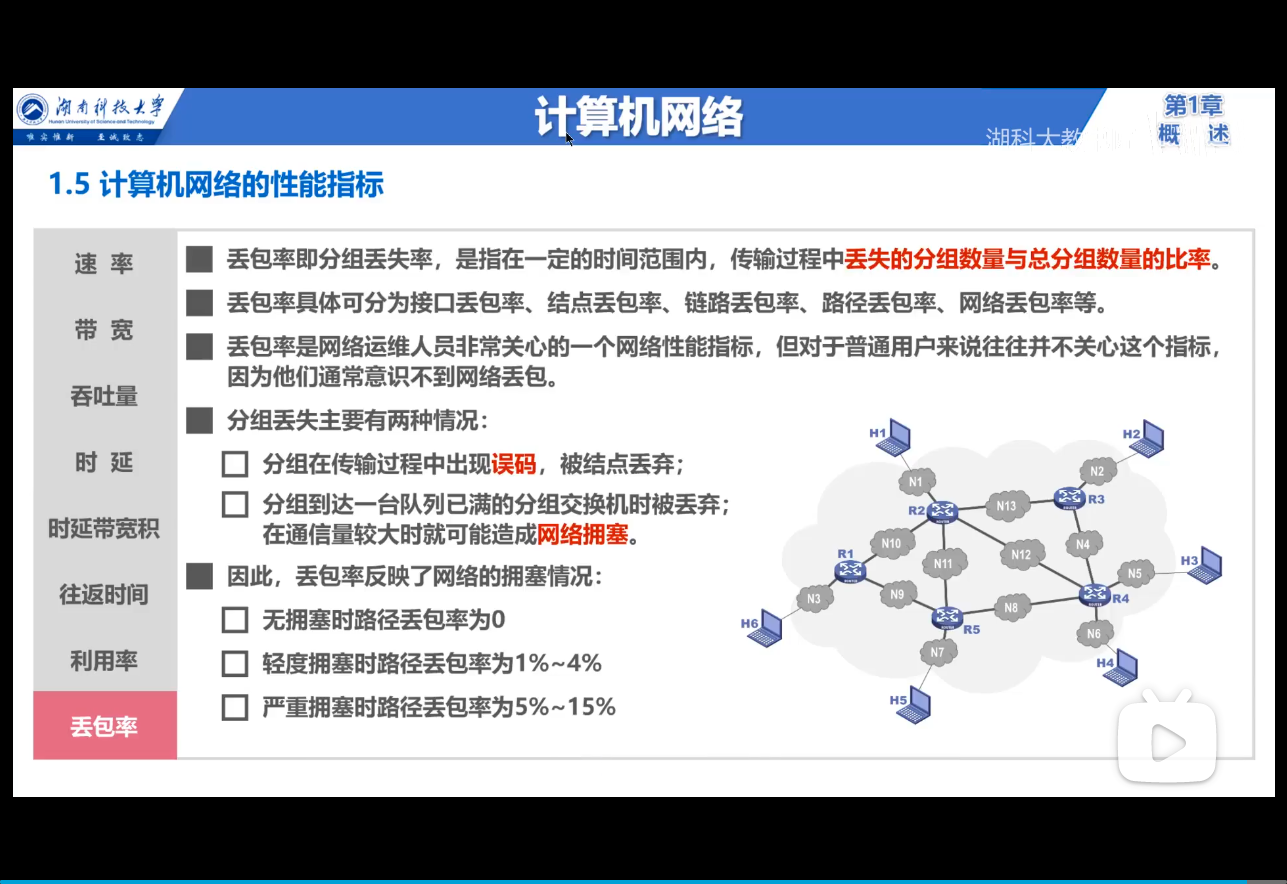 湖南科技大学
Hunan University of Science and Technology
唯实惟新 至诚致志
计算机网络
第1章
概 述
湖科大教
1.5 计算机网络的性能指标
速 率
带 宽
吞吐量
时 延
时延带宽积
往返时间
利用率
丢包率
丢包率即分组丢失率，是指在一定的时间范围内，传输过程中丢失的分组数量与总分组数量的比率。
丢包率具体可分为接口丢包率、结点丢包率、链路丢包率、路径丢包率、网络丢包率等。
丢包率是网络运维人员非常关心的一个网络性能指标，但对于普通用户来说往往并不关心这个指标，
因为他们通常意识不到网络丢包。
分组丢失主要有两种情况：
分组在传输过程中出现误码，被结点丢弃；
分组到达一台队列已满的分组交换机时被丢弃；
在通信量较大时就可能造成网络拥塞。
因此，丢包率反映了网络的拥塞情况：
无拥塞时路径丢包率为0
轻度拥塞时路径丢包率为1%~4%
严重拥塞时路径丢包率为5%~15%
H1
H2
N1
N2
R2
N13
R3
N10
N12
N4
R1
N11
H3
N5
N3
N9
R4
N8
H6
R5
N6
N7
H4
H5